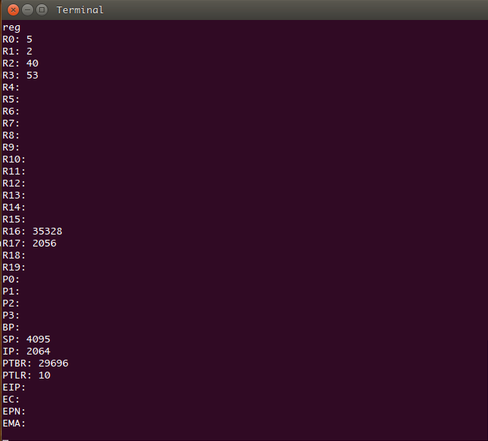 Terminal
reg
R0: 5
R1: 2
R2: 40
R3: 53
R4:
R5:
R6:
R7:
R8:
R9:
R10:
R11:
R12:
R13:
R14:
R15:
R16: 35328
R17: 2056
R18:
R19:
P0:
P1:
P2:
P3:
BP:
SP: 4095
IP: 2064
PTBR: 29696
PTLR: 10
EIP:
EC:
EPN:
EMA: